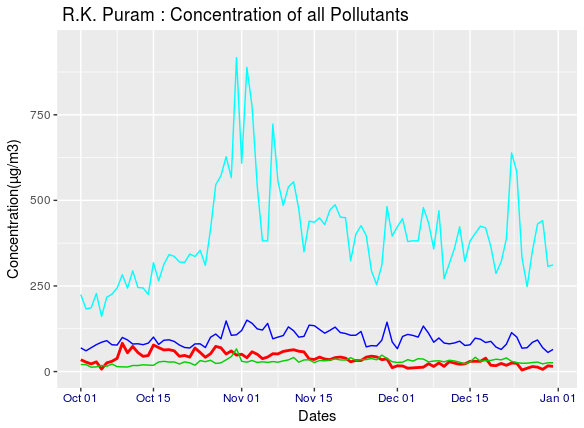 R.K. Puram : Concentration of all Pollutants
Concentration(µg/m3)
750
500
250
0
Oct 01 Oct 15 Nov 01 Nov 15 Dec 01 Dec 15 Jan 01
Dates